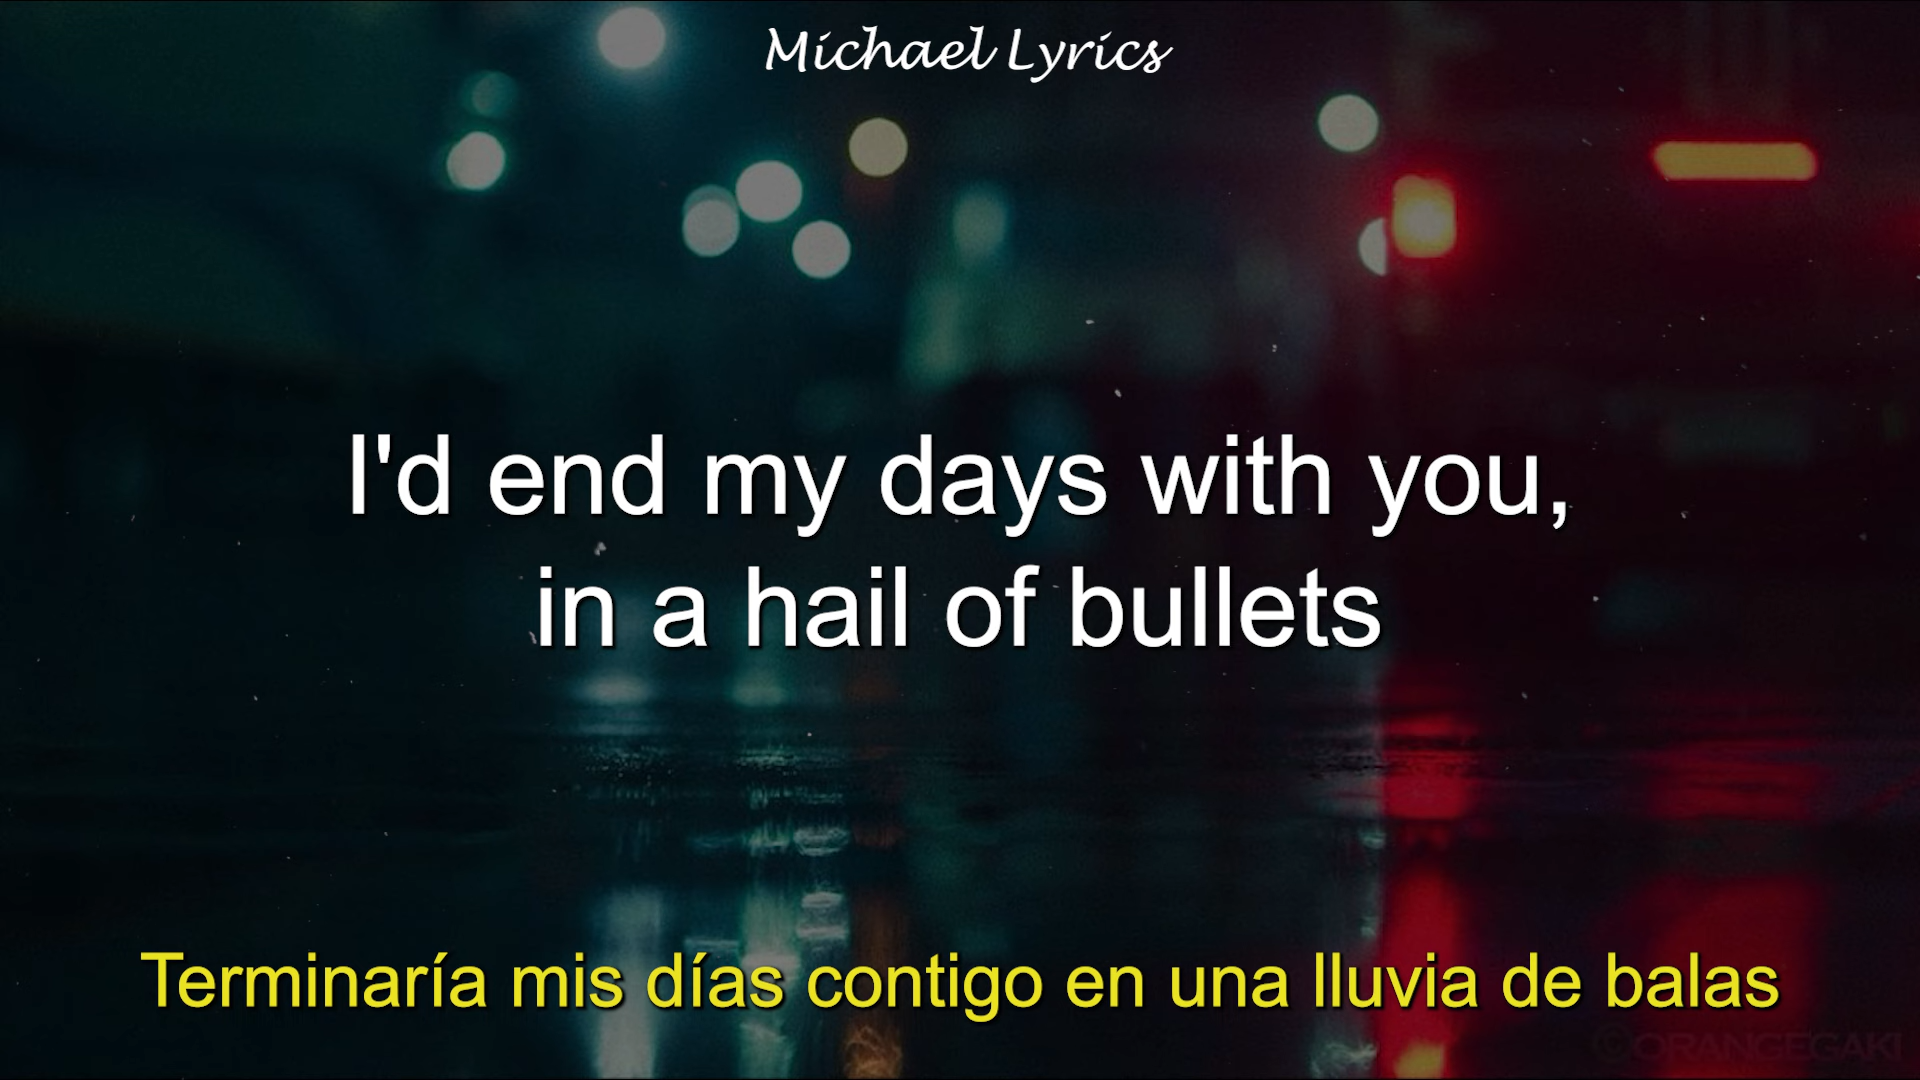 Michael Lyrics
I'd end my days with you,
in a hail of bullets
Terminaría mis días contigo en una lluvia de balas
©ORANGEGAKI